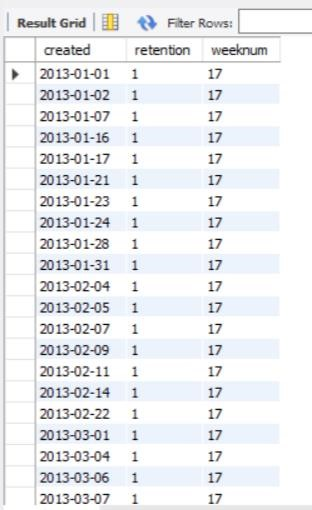 Result Grid Filter Rows:
created retention weeknum
2013-01-01 1 17
2013-01-02 1 17
2013-01-07 1 17
2013-01-16 1 17
2013-01-17 1 17
2013-01-21 1 17
2013-01-23 1 17
2013-01-24 1 17
2013-01-28 1 17
2013-01-31 1 17
2013-02-04 1 17
2013-02-05 1 17
2013-02-07 1 17
2013-02-09 1 17
2013-02-11 1 17
2013-02-14 1 17
2013-02-22 1 17
2013-03-01 1 17
2013-03-04 1 17
2013-03-06 1 17
2013-03-07 1 17